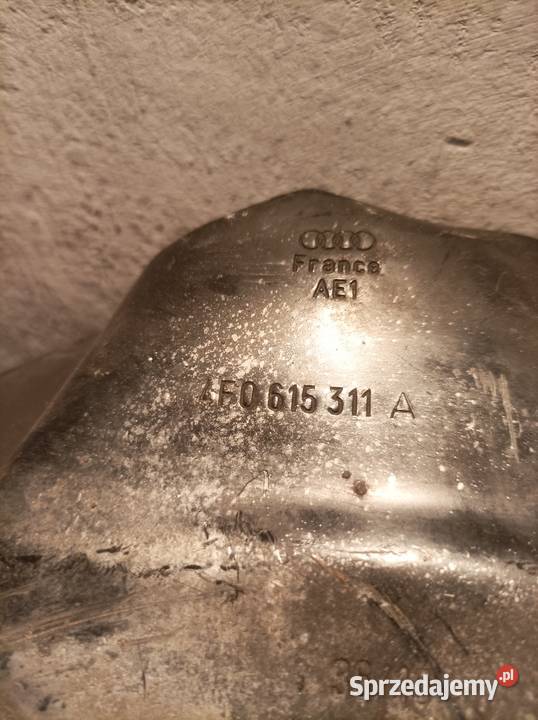 France
AE1
4F0 615 311 A
Sprzedajemy.pl